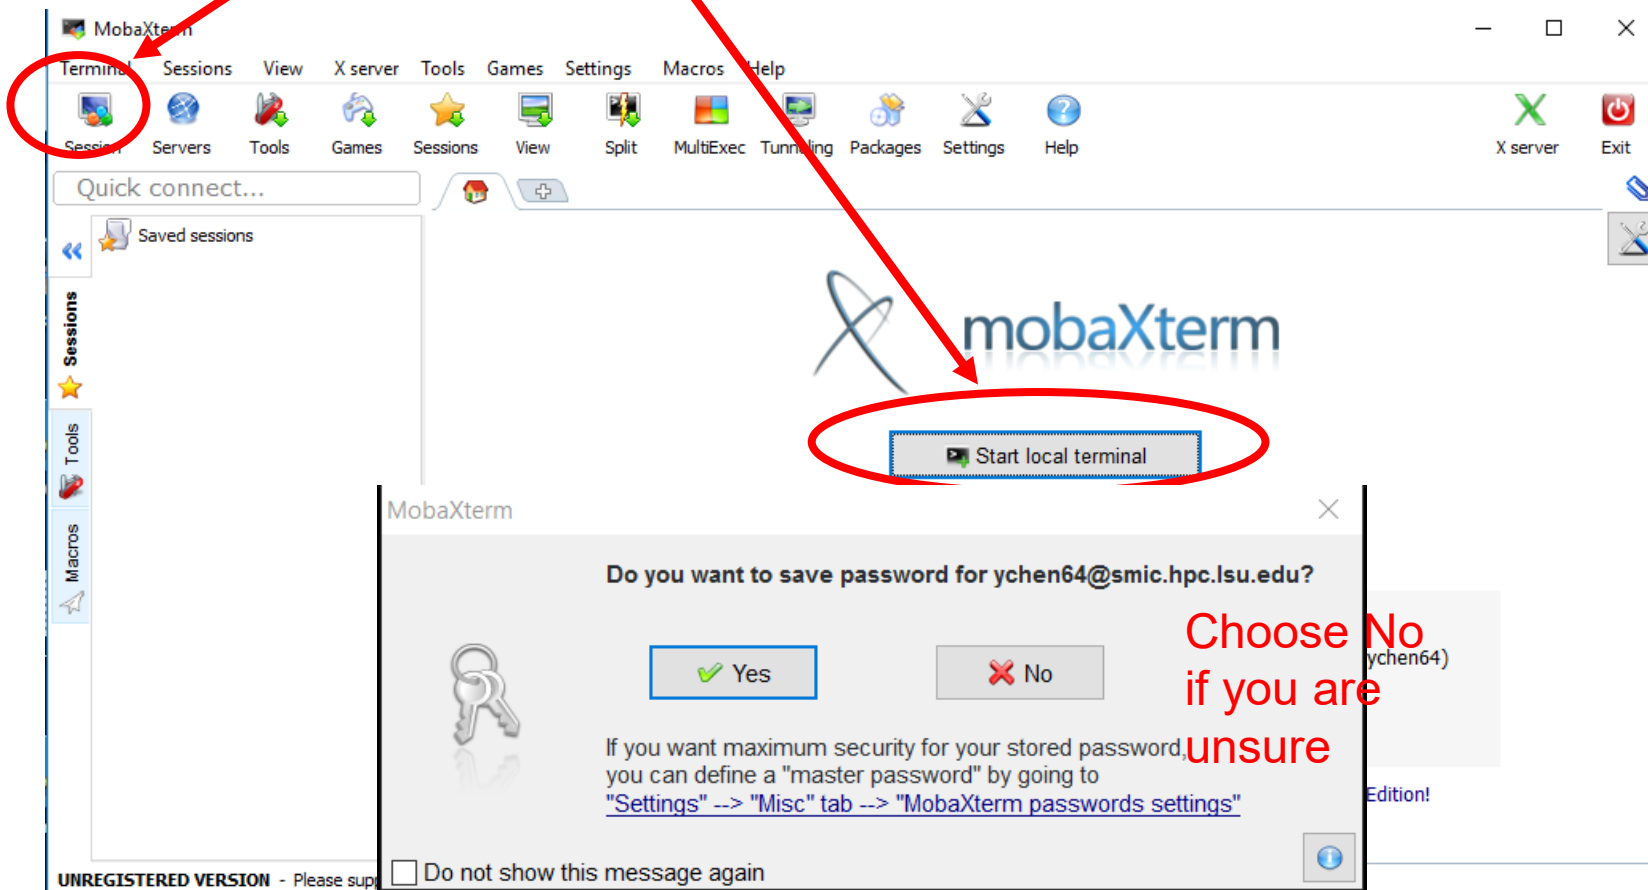 MobaXterm
Terminal Sessions View X server Tools Games Settings Macros Help
Session Servers Tools Games Sessions View Split MultiExec Tunneling Packages Settings Help X server Exit
Quick connect...
Saved sessions
Sessions
Tools
Macros
mobaXterm
Start local terminal
MobaXterm
Do you want to save password for ychen64@smic.hpc.lsu.edu?
Yes
No
Choose No
if you are
unsure
ychen64)
If you want maximum security for your stored password,
you can define a "master password" by going to
"Settings" --> "Misc" tab --> "MobaXterm passwords settings"
Edition!
Do not show this message again
UNREGISTERED VERSION - Please